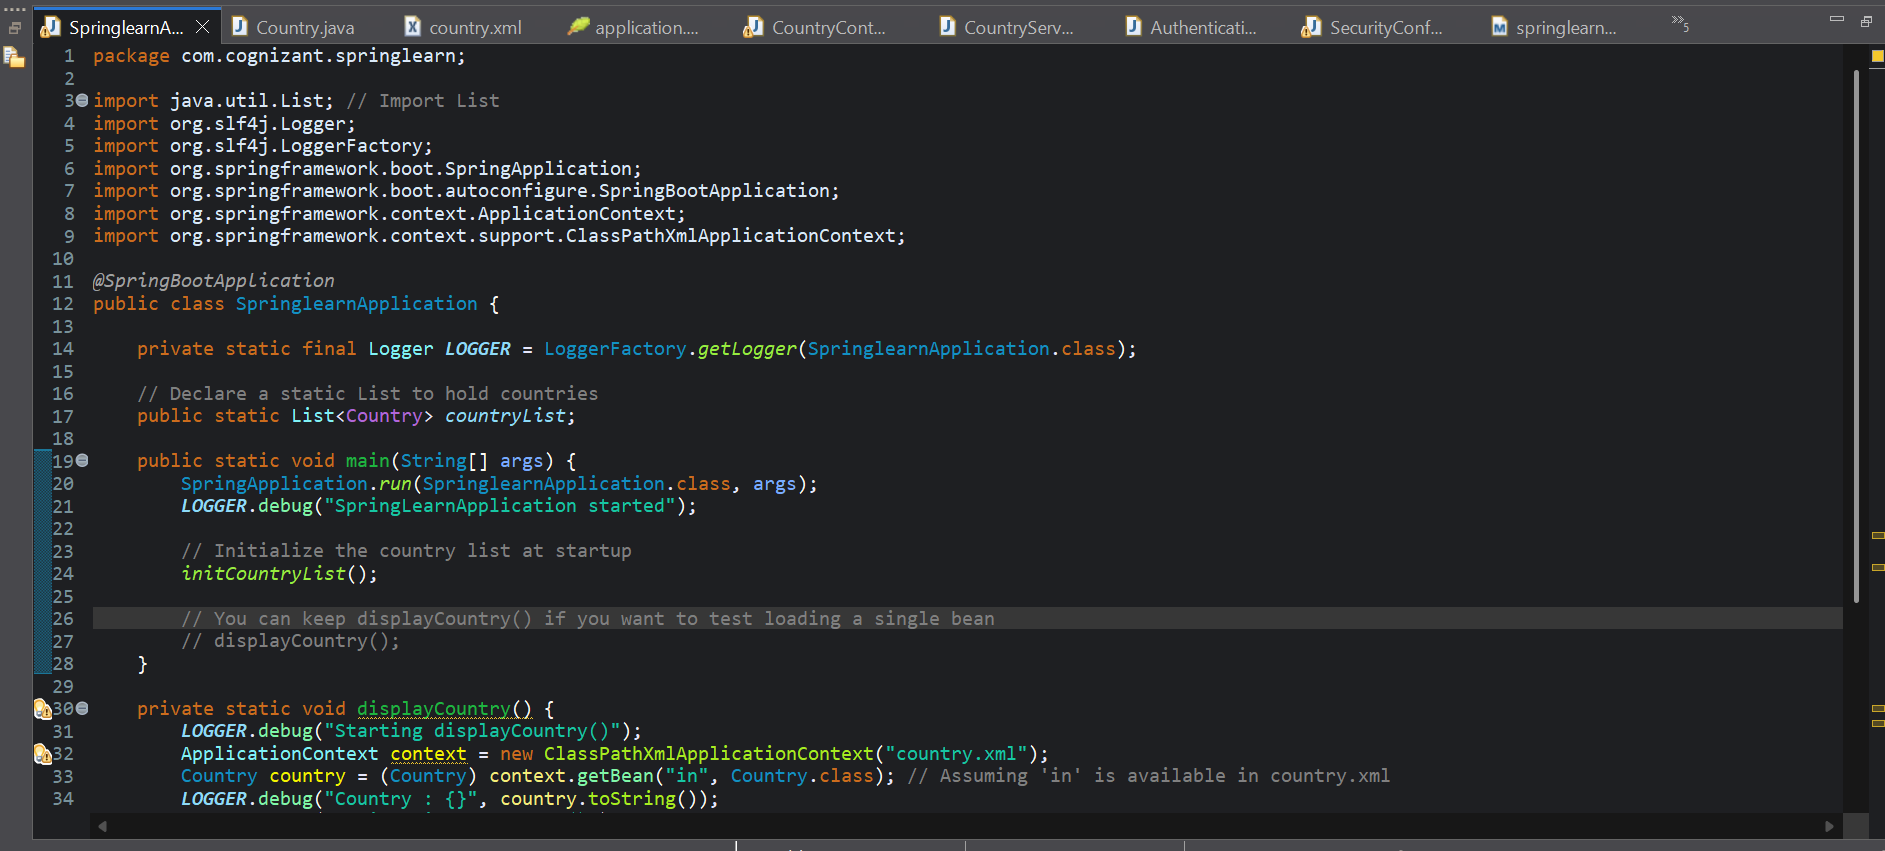 SpringlearnA... Country.java country.xml application.... CountryCont... CountryServ... Authenticati... SecurityConf... springlearn... »5
1 package com.cognizant.springlearn;
2
3 import java.util.List; // Import List
4 import org.slf4j.Logger;
5 import org.slf4j.LoggerFactory;
6 import org.springframework.boot.SpringApplication;
7 import org.springframework.boot.autoconfigure.SpringBootApplication;
8 import org.springframework.context.ApplicationContext;
9 import org.springframework.context.support.ClassPathXmlApplicationContext;
10
11 @SpringBootApplication
12 public class SpringlearnApplication {
13
14 private static final Logger LOGGER = LoggerFactory.getLogger(SpringlearnApplication.class);
15
16 // Declare a static List to hold countries
17 public static List<Country> countryList;
18
19 public static void main(String[] args) {
20 SpringApplication.run(SpringlearnApplication.class, args);
21 LOGGER.debug("SpringLearnApplication started");
22
23 // Initialize the country list at startup
24 initCountryList();
25
26 // You can keep displayCountry() if you want to test loading a single bean
27 // displayCountry();
28 }
29
30 private static void displayCountry() {
31 LOGGER.debug("Starting displayCountry()");
32 ApplicationContext context = new ClassPathXmlApplicationContext("country.xml");
33 Country country = (Country) context.getBean("in", Country.class); // Assuming 'in' is available in country.xml
34 LOGGER.debug("Country : {}", country.toString());